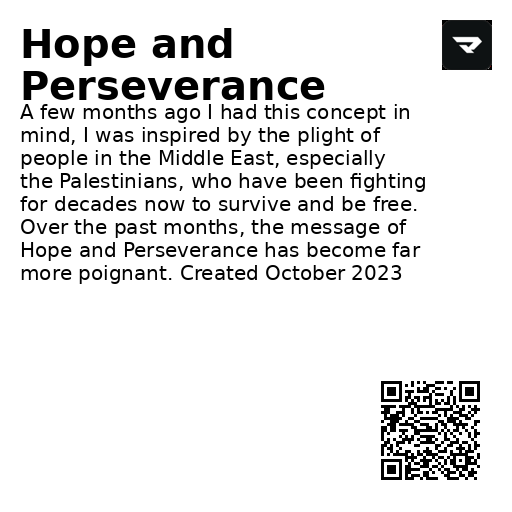 Hope and
Perseverance
A few months ago I had this concept in
mind, I was inspired by the plight of
people in the Middle East, especially
the Palestinians, who have been fighting
for decades now to survive and be free.
Over the past months, the message of
Hope and Perseverance has become far
more poignant. Created October 2023